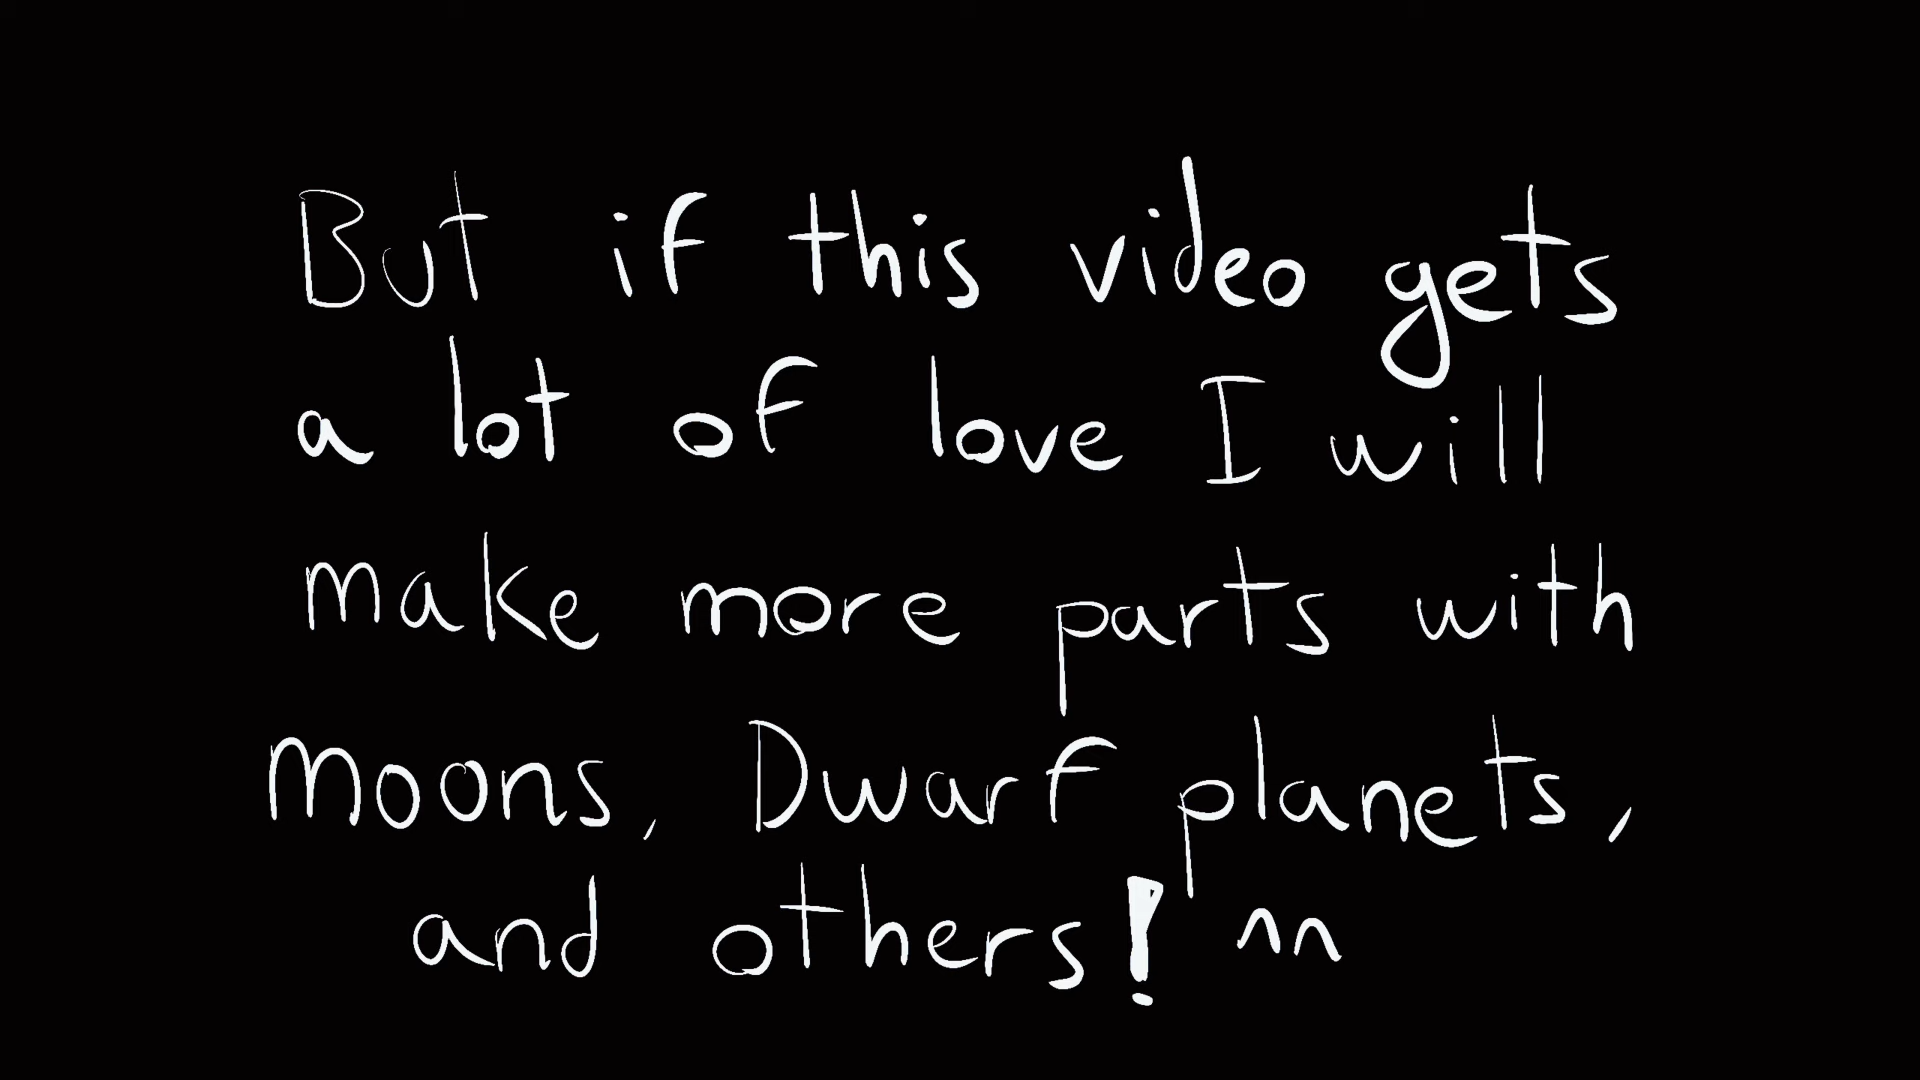 But if this video gets
a lot of love I will
make more parts with
moons, Dwarf planets,
and others! ^^